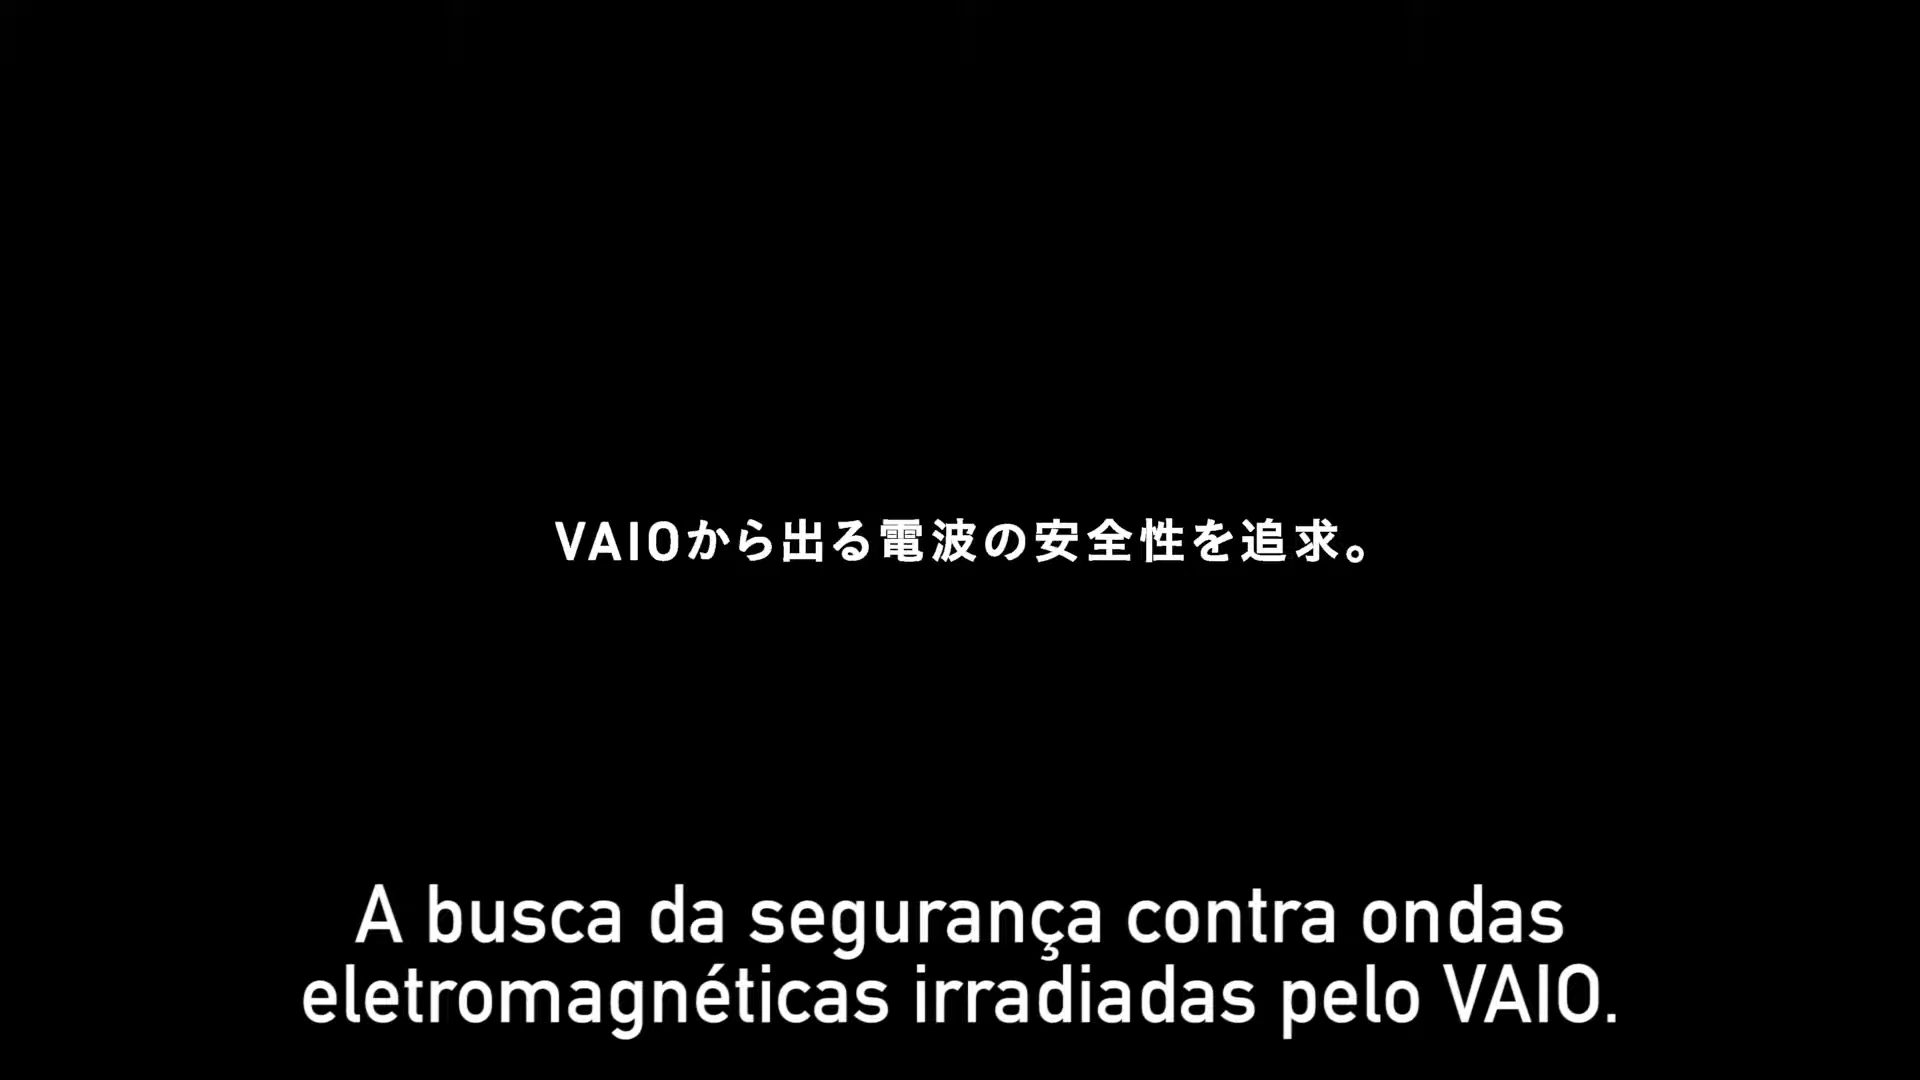 VAIOから出る電波の安全性を追求。
A busca da segurança contra ondas
eletromagnéticas irradiadas pelo VAIO.